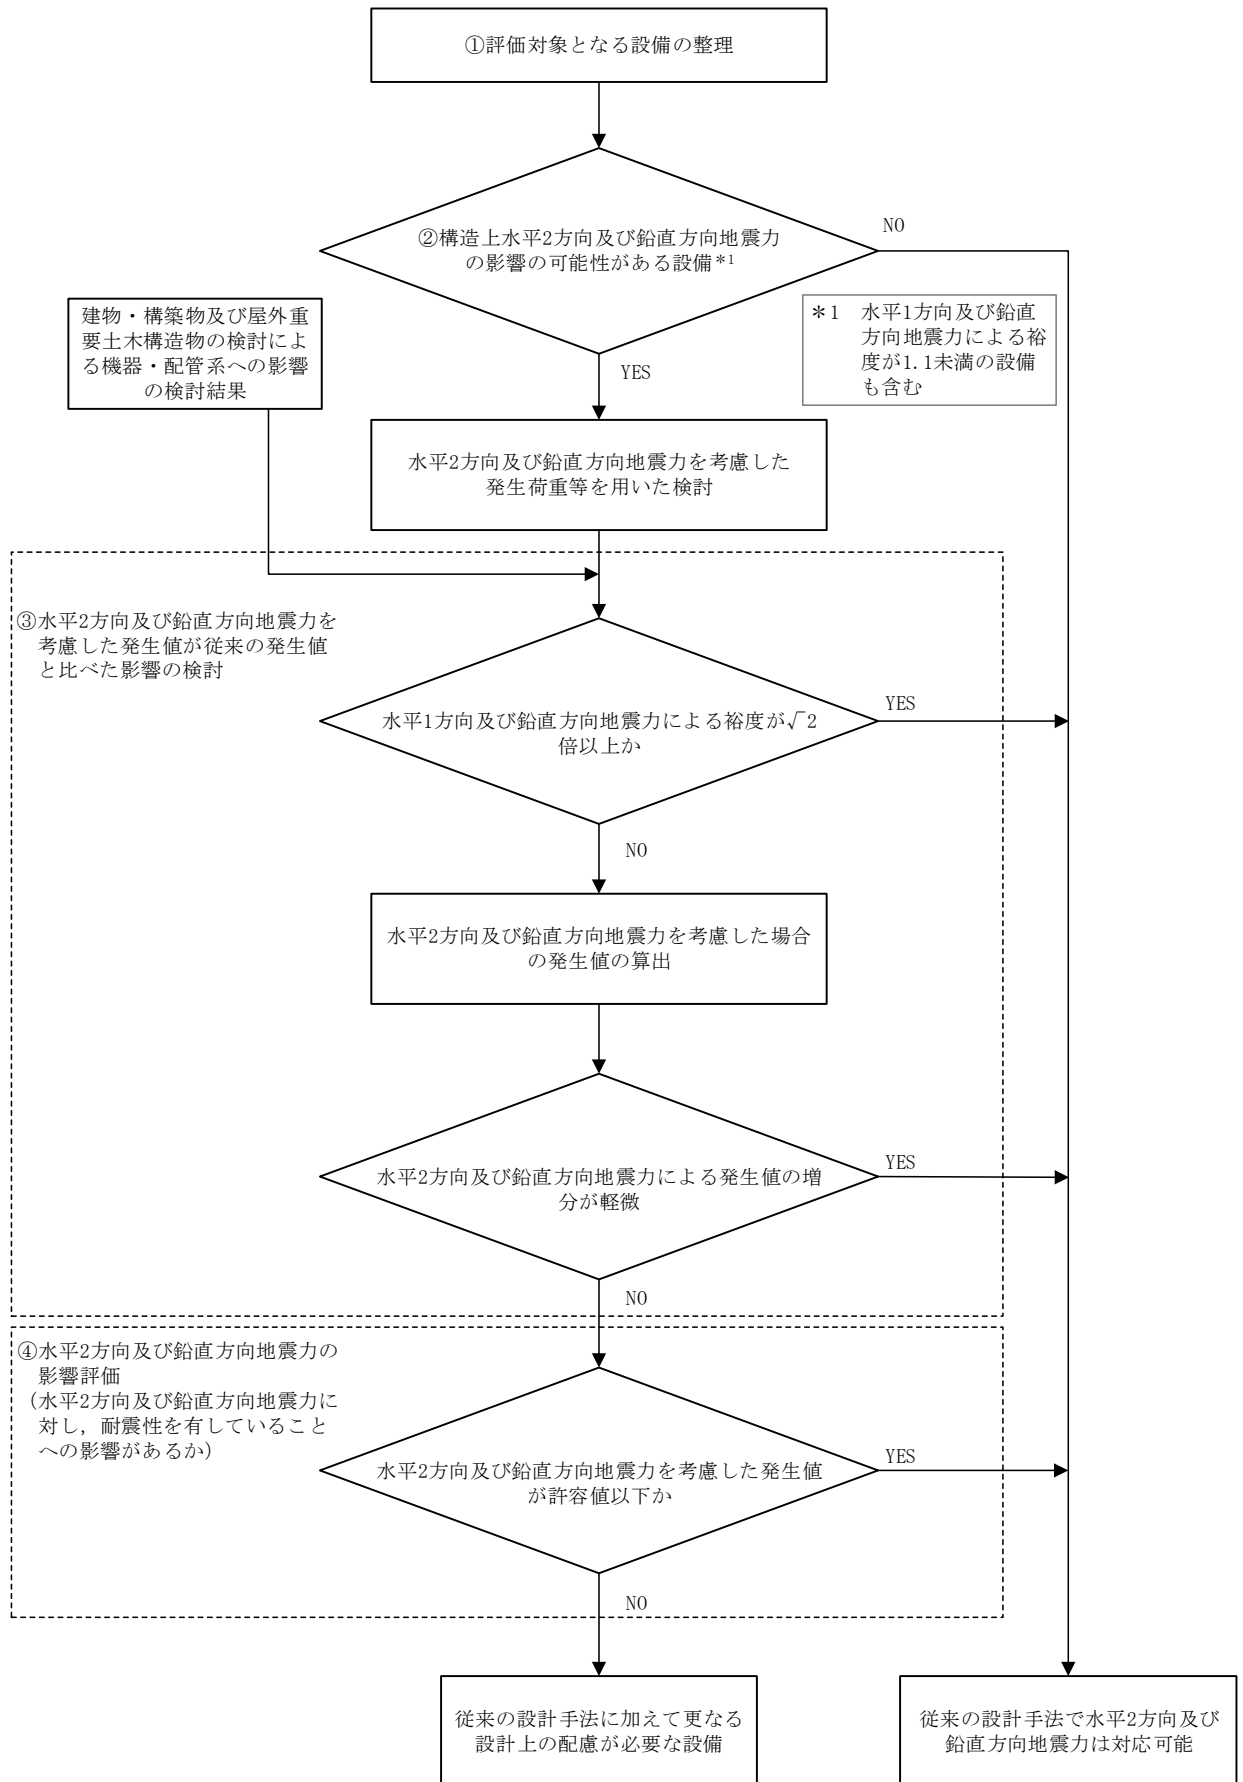 ①評価対象となる設備の整理
②構造上水平2方向及び鉛直方向地震力
の影響の可能性がある設備*1
NO
建物・構築物及び屋外重
要土木構造物の検討によ
る機器・配管系への影響
の検討結果
*1 水平1方向及び鉛直
方向地震力による裕
度が1.1未満の設備
も含む
YES
水平2方向及び鉛直方向地震力を考慮した
発生荷重等を用いた検討
③水平2方向及び鉛直方向地震力を
考慮した発生値が従来の発生値
と比べた影響の検討
水平1方向及び鉛直方向地震力による裕度が√2
倍以上か
YES
NO
水平2方向及び鉛直方向地震力を考慮した場合
の発生値の算出
水平2方向及び鉛直方向地震力による発生値の増
分が軽微
YES
NO
④水平2方向及び鉛直方向地震力の
影響評価
(水平2方向及び鉛直方向地震力に
対し,耐震性を有していること
への影響があるか)
水平2方向及び鉛直方向地震力を考慮した発生値
が許容値以下か
YES
NO
従来の設計手法に加えて更なる
設計上の配慮が必要な設備
従来の設計手法で水平2方向及び
鉛直方向地震力は対応可能